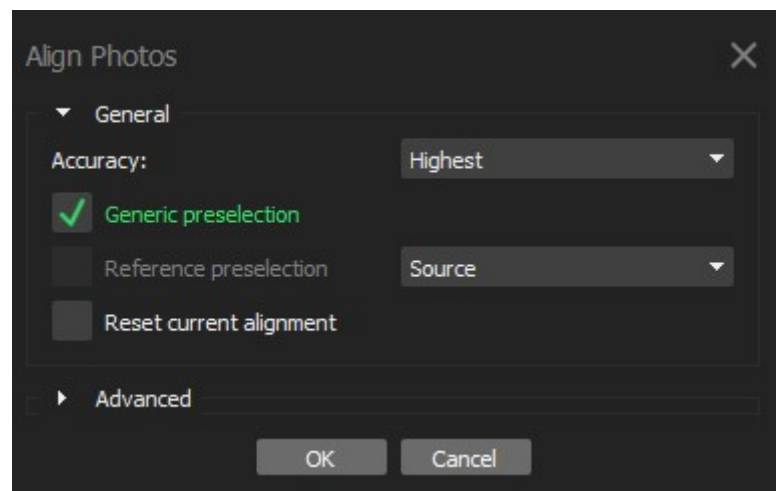 Align Photos
General
Accuracy: Highest
Generic preselection
Reference preselection Source
Reset current alignment
Advanced
OK Cancel